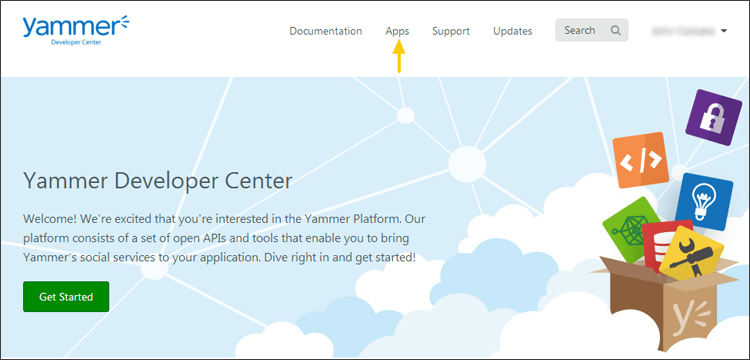 yammer
Developer Center
Documentation Apps Support Updates Search
Yammer Developer Center
Welcome! We're excited that you're interested in the Yammer Platform. Our
platform consists of a set of open APIs and tools that enable you to bring
Yammer's social services to your application. Dive right in and get started!
Get Started